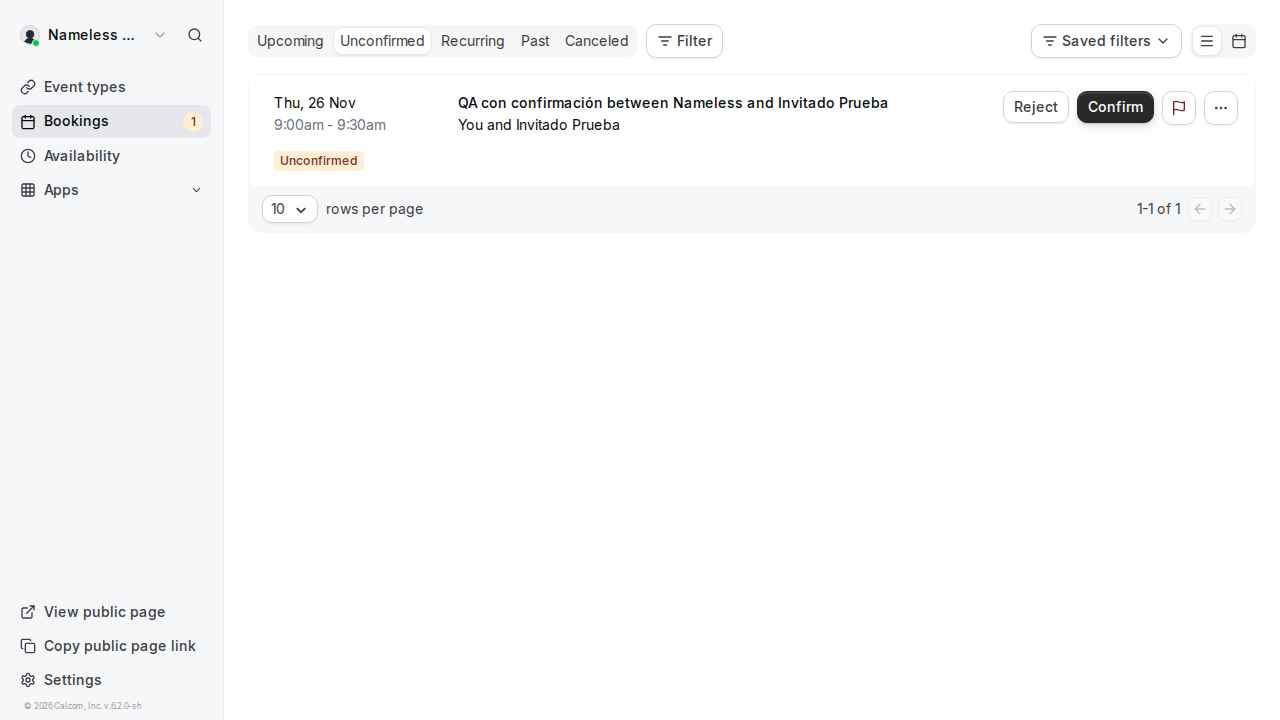 Nameless ...
Event types
Bookings
1
Availability
Apps
View public page
Copy public page link
Settings
© 2026 Cal.com, Inc. v.6.2.0-sh
Upcoming
Unconfirmed
Recurring
Past
Canceled
Filter
Saved filters
Thu, 26 Nov
9:00am - 9:30am
Unconfirmed
QA con confirmación between Nameless and Invitado Prueba
You and Invitado Prueba
Reject
Confirm
10
rows per page
1-1 of 1